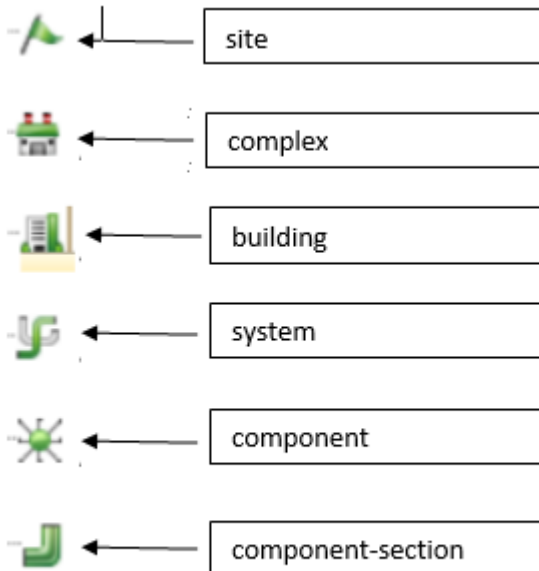 site
complex
building
system
component
component-section